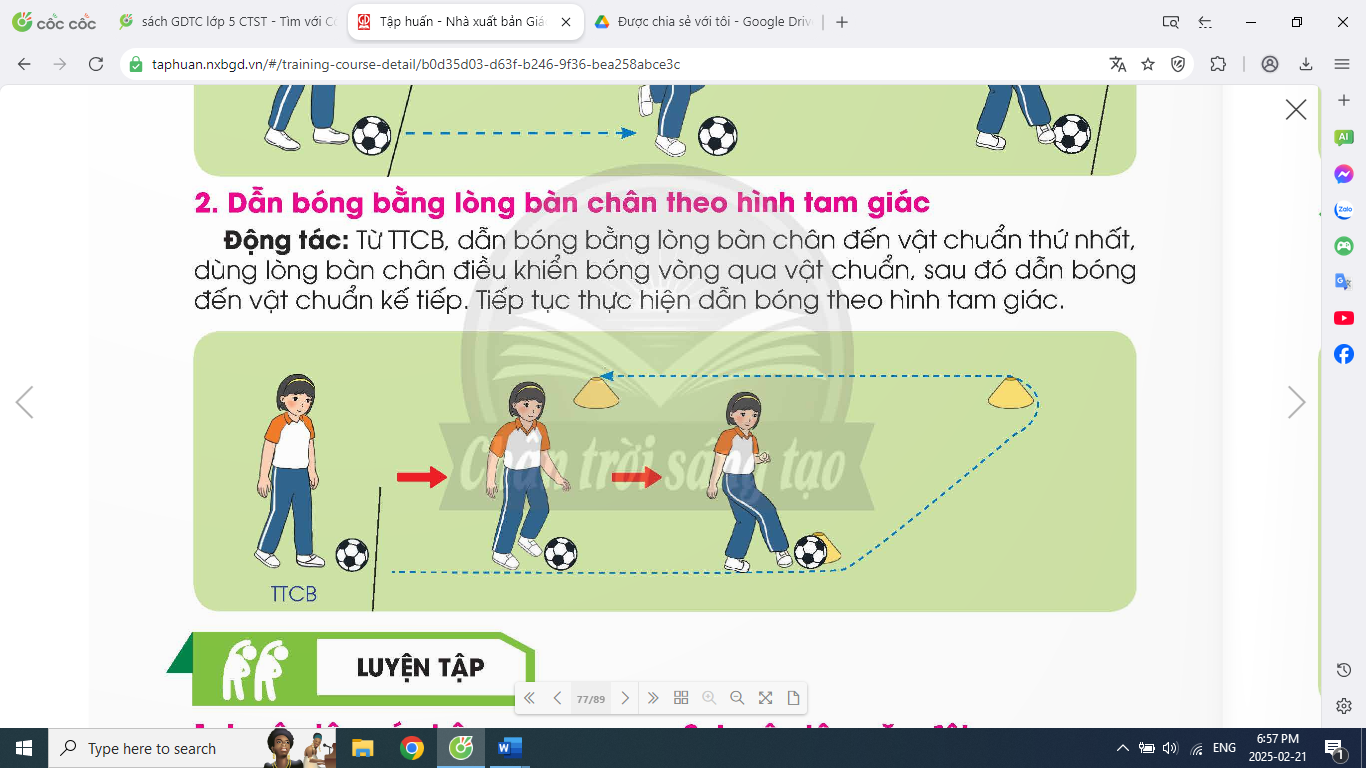 cốc cốc
sách GDTC lớp 5 CTST - Tìm với C
Tập huấn - Nhà xuất bản Giá
Được chia sẻ với tôi - Google Driv
taphuan.nxbgd.vn/#/training-course-detail/b0d35d03-d63f-b246-9f36-bea258abce3c
2. Dẫn bóng bằng lòng bàn chân theo hình tam giác
Động tác: Từ TTCB, dẫn bóng bằng lòng bàn chân đến vật chuẩn thứ nhất,
dùng lòng bàn chân điều khiển bóng vòng qua vật chuẩn, sau đó dẫn bóng
đến vật chuẩn kế tiếp. Tiếp tục thực hiện dẫn bóng theo hình tam giác.
Chân trời sáng tạo
TTCB
LUYỆN TẬP
77/89
AI
Zalo
Type here to search
ENG
6:57 PM
2025-02-21
1